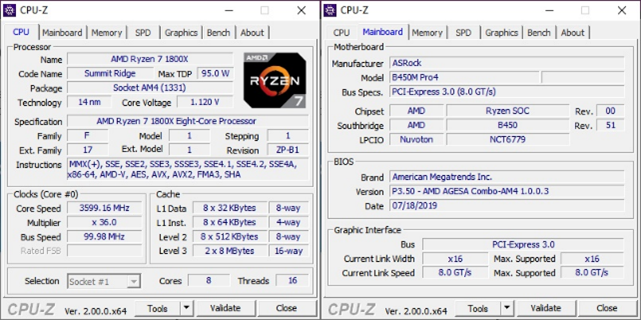 CPU-Z
CPU Mainboard Memory SPD Graphics Bench About
Processor
Name AMD Ryzen 7 1800X
Code Name Summit Ridge Max TDP 95.0 W
Package Socket AM4 (1331)
Technology 14 nm Core Voltage 1.120 V
AMD
RYZEN
7
Specification AMD Ryzen 7 1800X Eight-Core Processor
Family F Model 1 Stepping 1
Ext. Family 17 Ext. Model 1 Revision ZP-B1
Instructions MMX(+), SSE, SSE2, SSE3, SSSE3, SSE4.1, SSE4.2, SSE4A,
x86-64, AMD-V, AES, AVX, AVX2, FMA3, SHA
Clocks (Core #0)
Core Speed 3599.16 MHz
Multiplier x 36.0
Bus Speed 99.98 MHz
Rated FSB
Cache
L1 Data 8 x 32 KBytes 8-way
L1 Inst. 8 x 64 KBytes 4-way
Level 2 8 x 512 KBytes 8-way
Level 3 2 x 8 MBytes 16-way
Selection Socket #1 Cores 8 Threads 16
CPU-Z Ver. 2.00.0.x64 Tools Validate Close
CPU-Z
CPU Mainboard Memory SPD Graphics Bench About
Motherboard
Manufacturer ASRock
Model B450M Pro4
Bus Specs. PCI-Express 3.0 (8.0 GT/s)
Chipset AMD Ryzen SOC Rev. 00
Southbridge AMD B450 Rev. 51
LPCIO Nuvoton NCT6779
BIOS
Brand American Megatrends Inc.
Version P3.50 - AMD AGESA Combo-AM4 1.0.0.3
Date 07/18/2019
Graphic Interface
Bus PCI-Express 3.0
Current Link Width x16 Max. Supported x16
Current Link Speed 8.0 GT/s Max. Supported 8.0 GT/s
CPU-Z Ver. 2.00.0.x64 Tools Validate Close